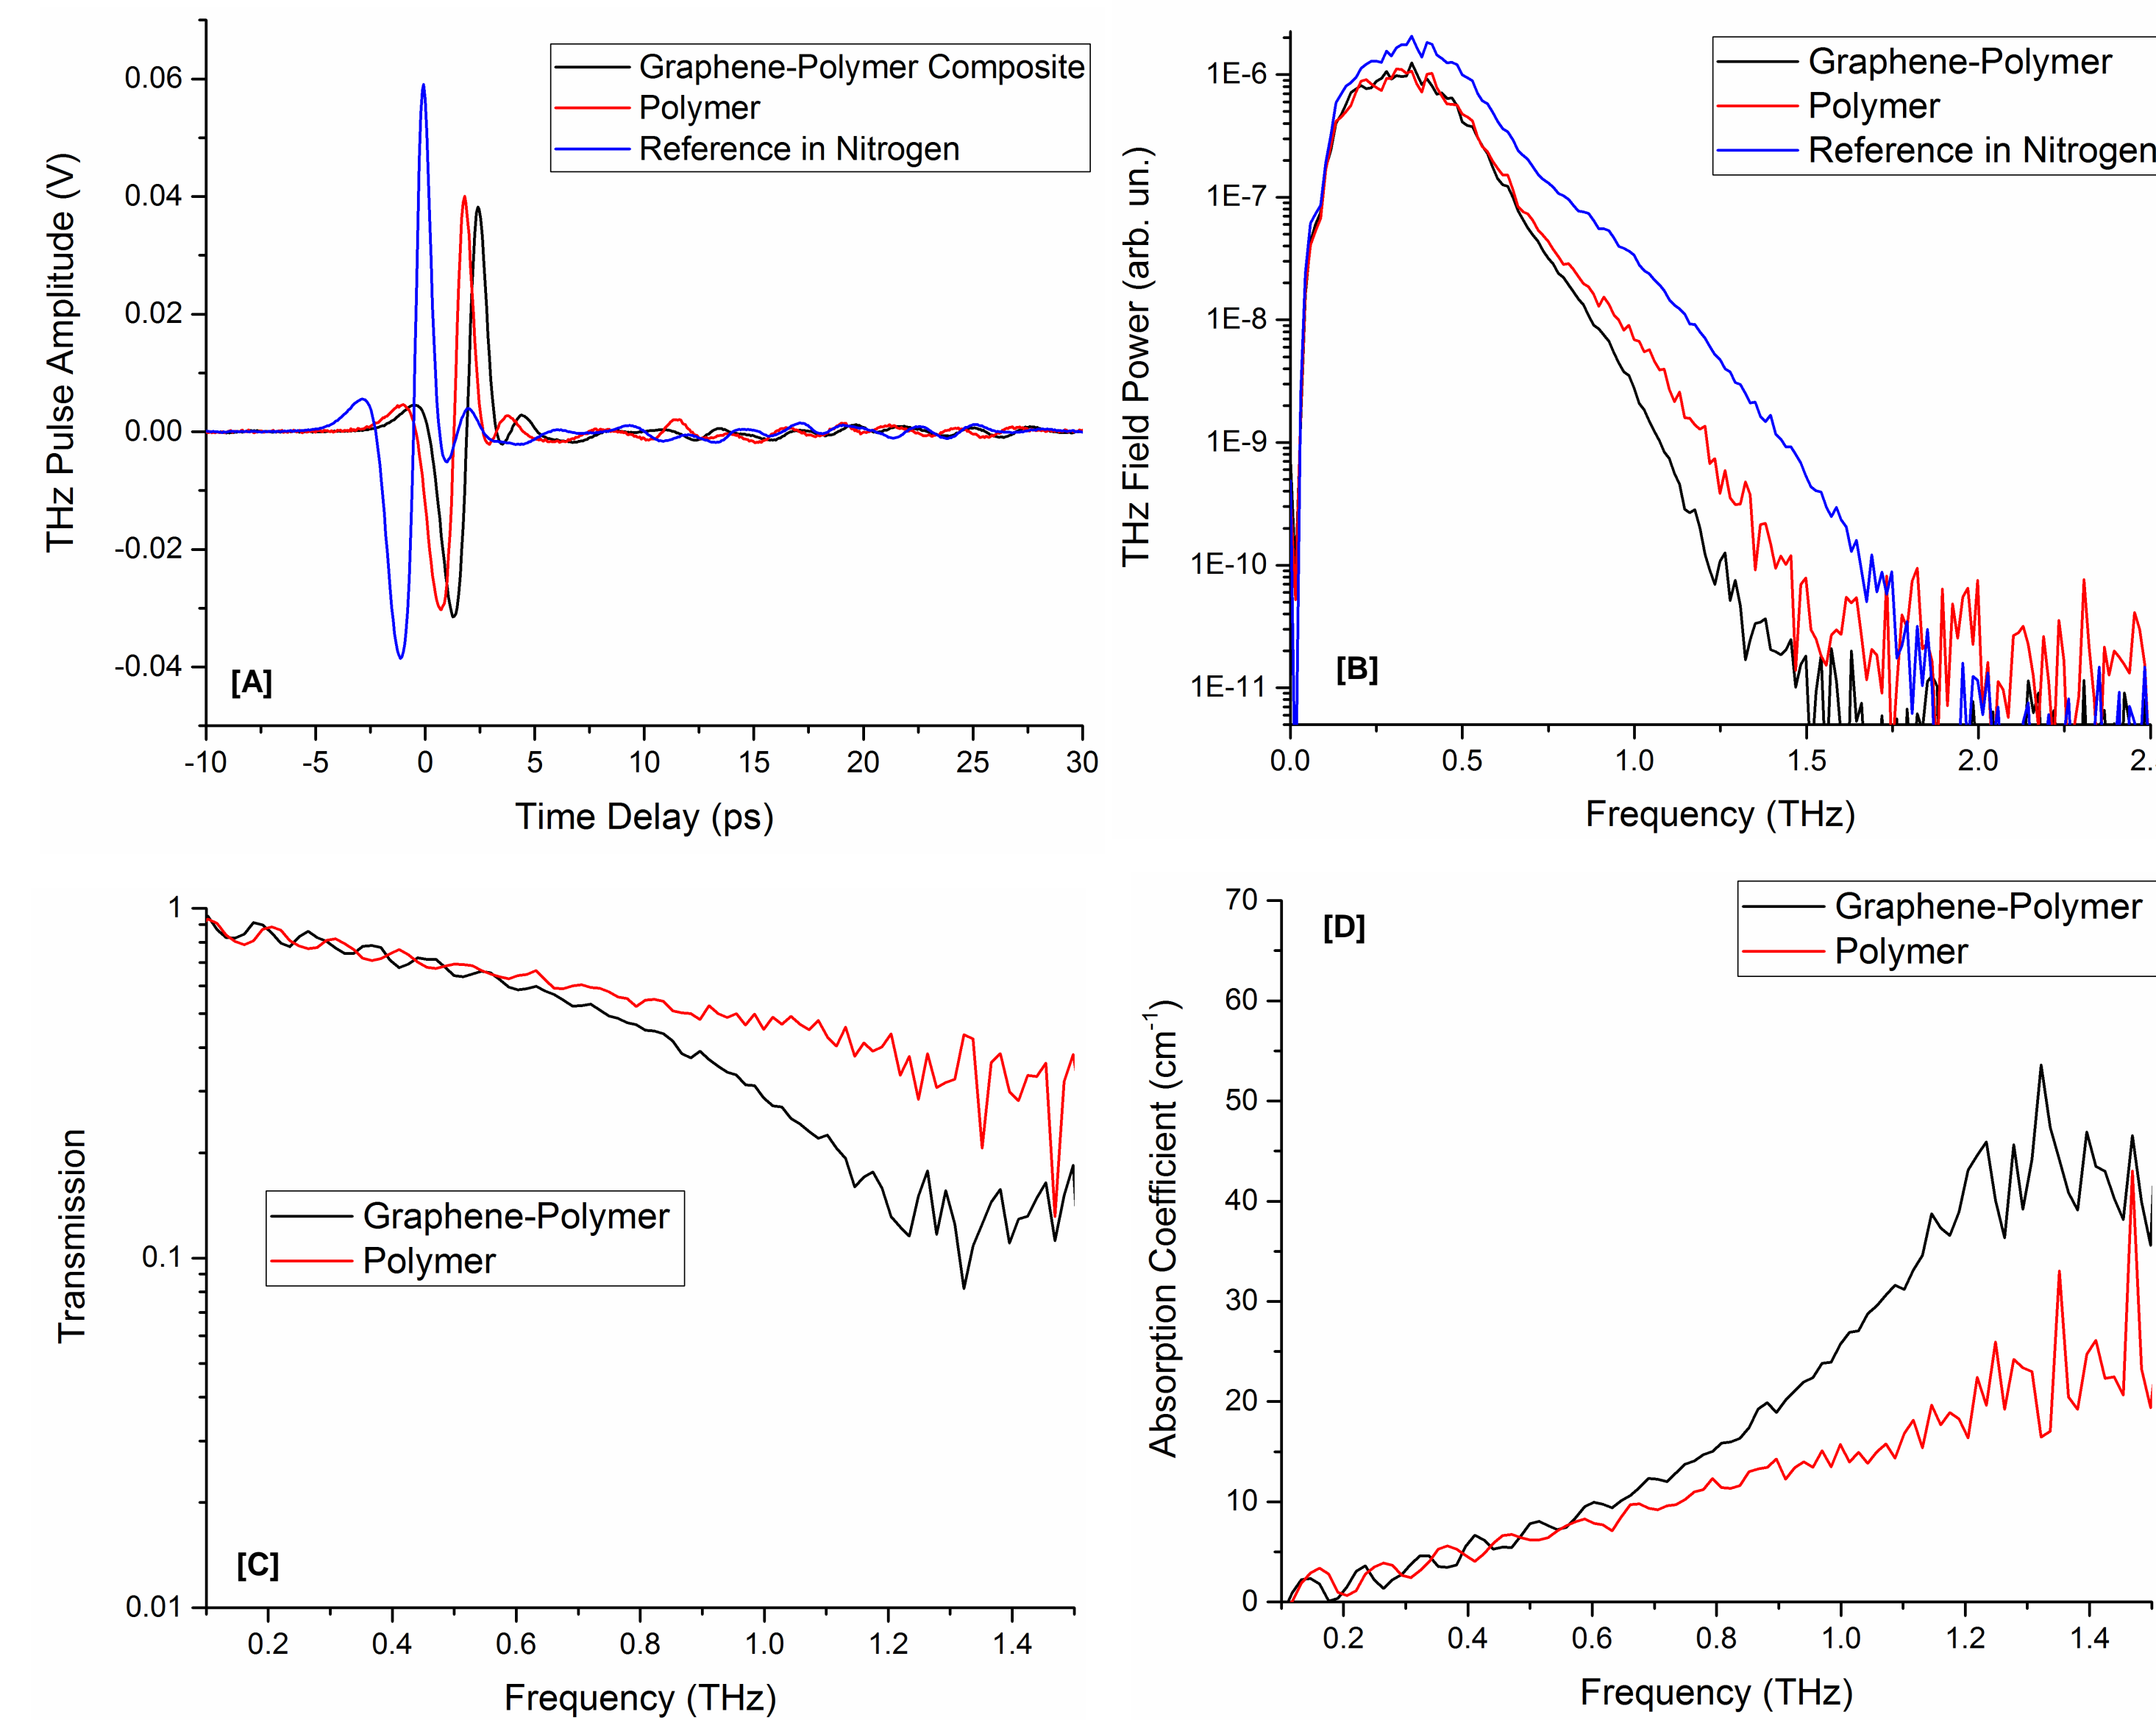 Graphene-Polymer Composite
Polymer
Reference in Nitrogen
THz Pulse Amplitude (V)
0.06
0.04
0.02
0.00
-0.02
-0.04
[A]
-10 -5 0 5 10 15 20 25 30
Time Delay (ps)
Graphene-Polymer
Polymer
Reference in Nitrogen
THz Field Power (arb. un.)
1E-6
1E-7
1E-8
1E-9
1E-10
1E-11
[B]
0.0 0.5 1.0 1.5 2.0 2.
Frequency (THz)
Transmission
1
0.1
0.01
Graphene-Polymer
Polymer
[C]
0.2 0.4 0.6 0.8 1.0 1.2 1.4
Frequency (THz)
[D]
Graphene-Polymer
Polymer
Absorption Coefficient (cm⁻¹)
70
60
50
40
30
20
10
0
0.2 0.4 0.6 0.8 1.0 1.2 1.4
Frequency (THz)